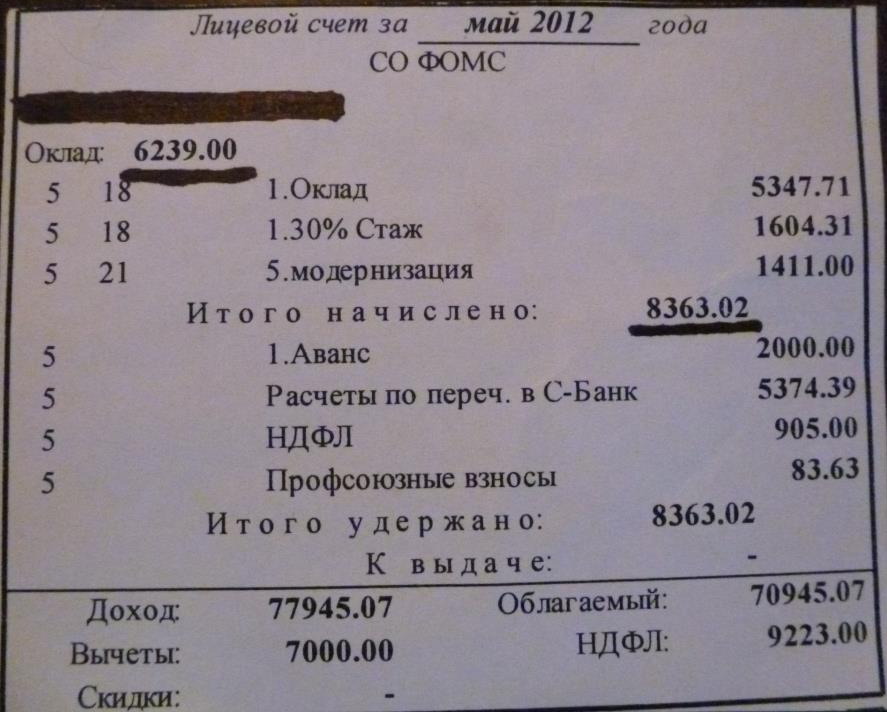 Лицевой счет за май 2012 года
СО ФОМС
Оклад: 6239.00
5 18 1.Оклад 5347.71
5 18 1.30% Стаж 1604.31
5 21 5.модернизация 1411.00
Итого начислено: 8363.02
5 1.Аванс 2000.00
5 Расчеты по переч. в С-Банк 5374.39
5 НДФЛ 905.00
5 Профсоюзные взносы 83.63
Итого удержано: 8363.02
К выдаче: -
Доход: 77945.07 Облагаемый: 70945.07
Вычеты: 7000.00 НДФЛ: 9223.00
Скидки: -